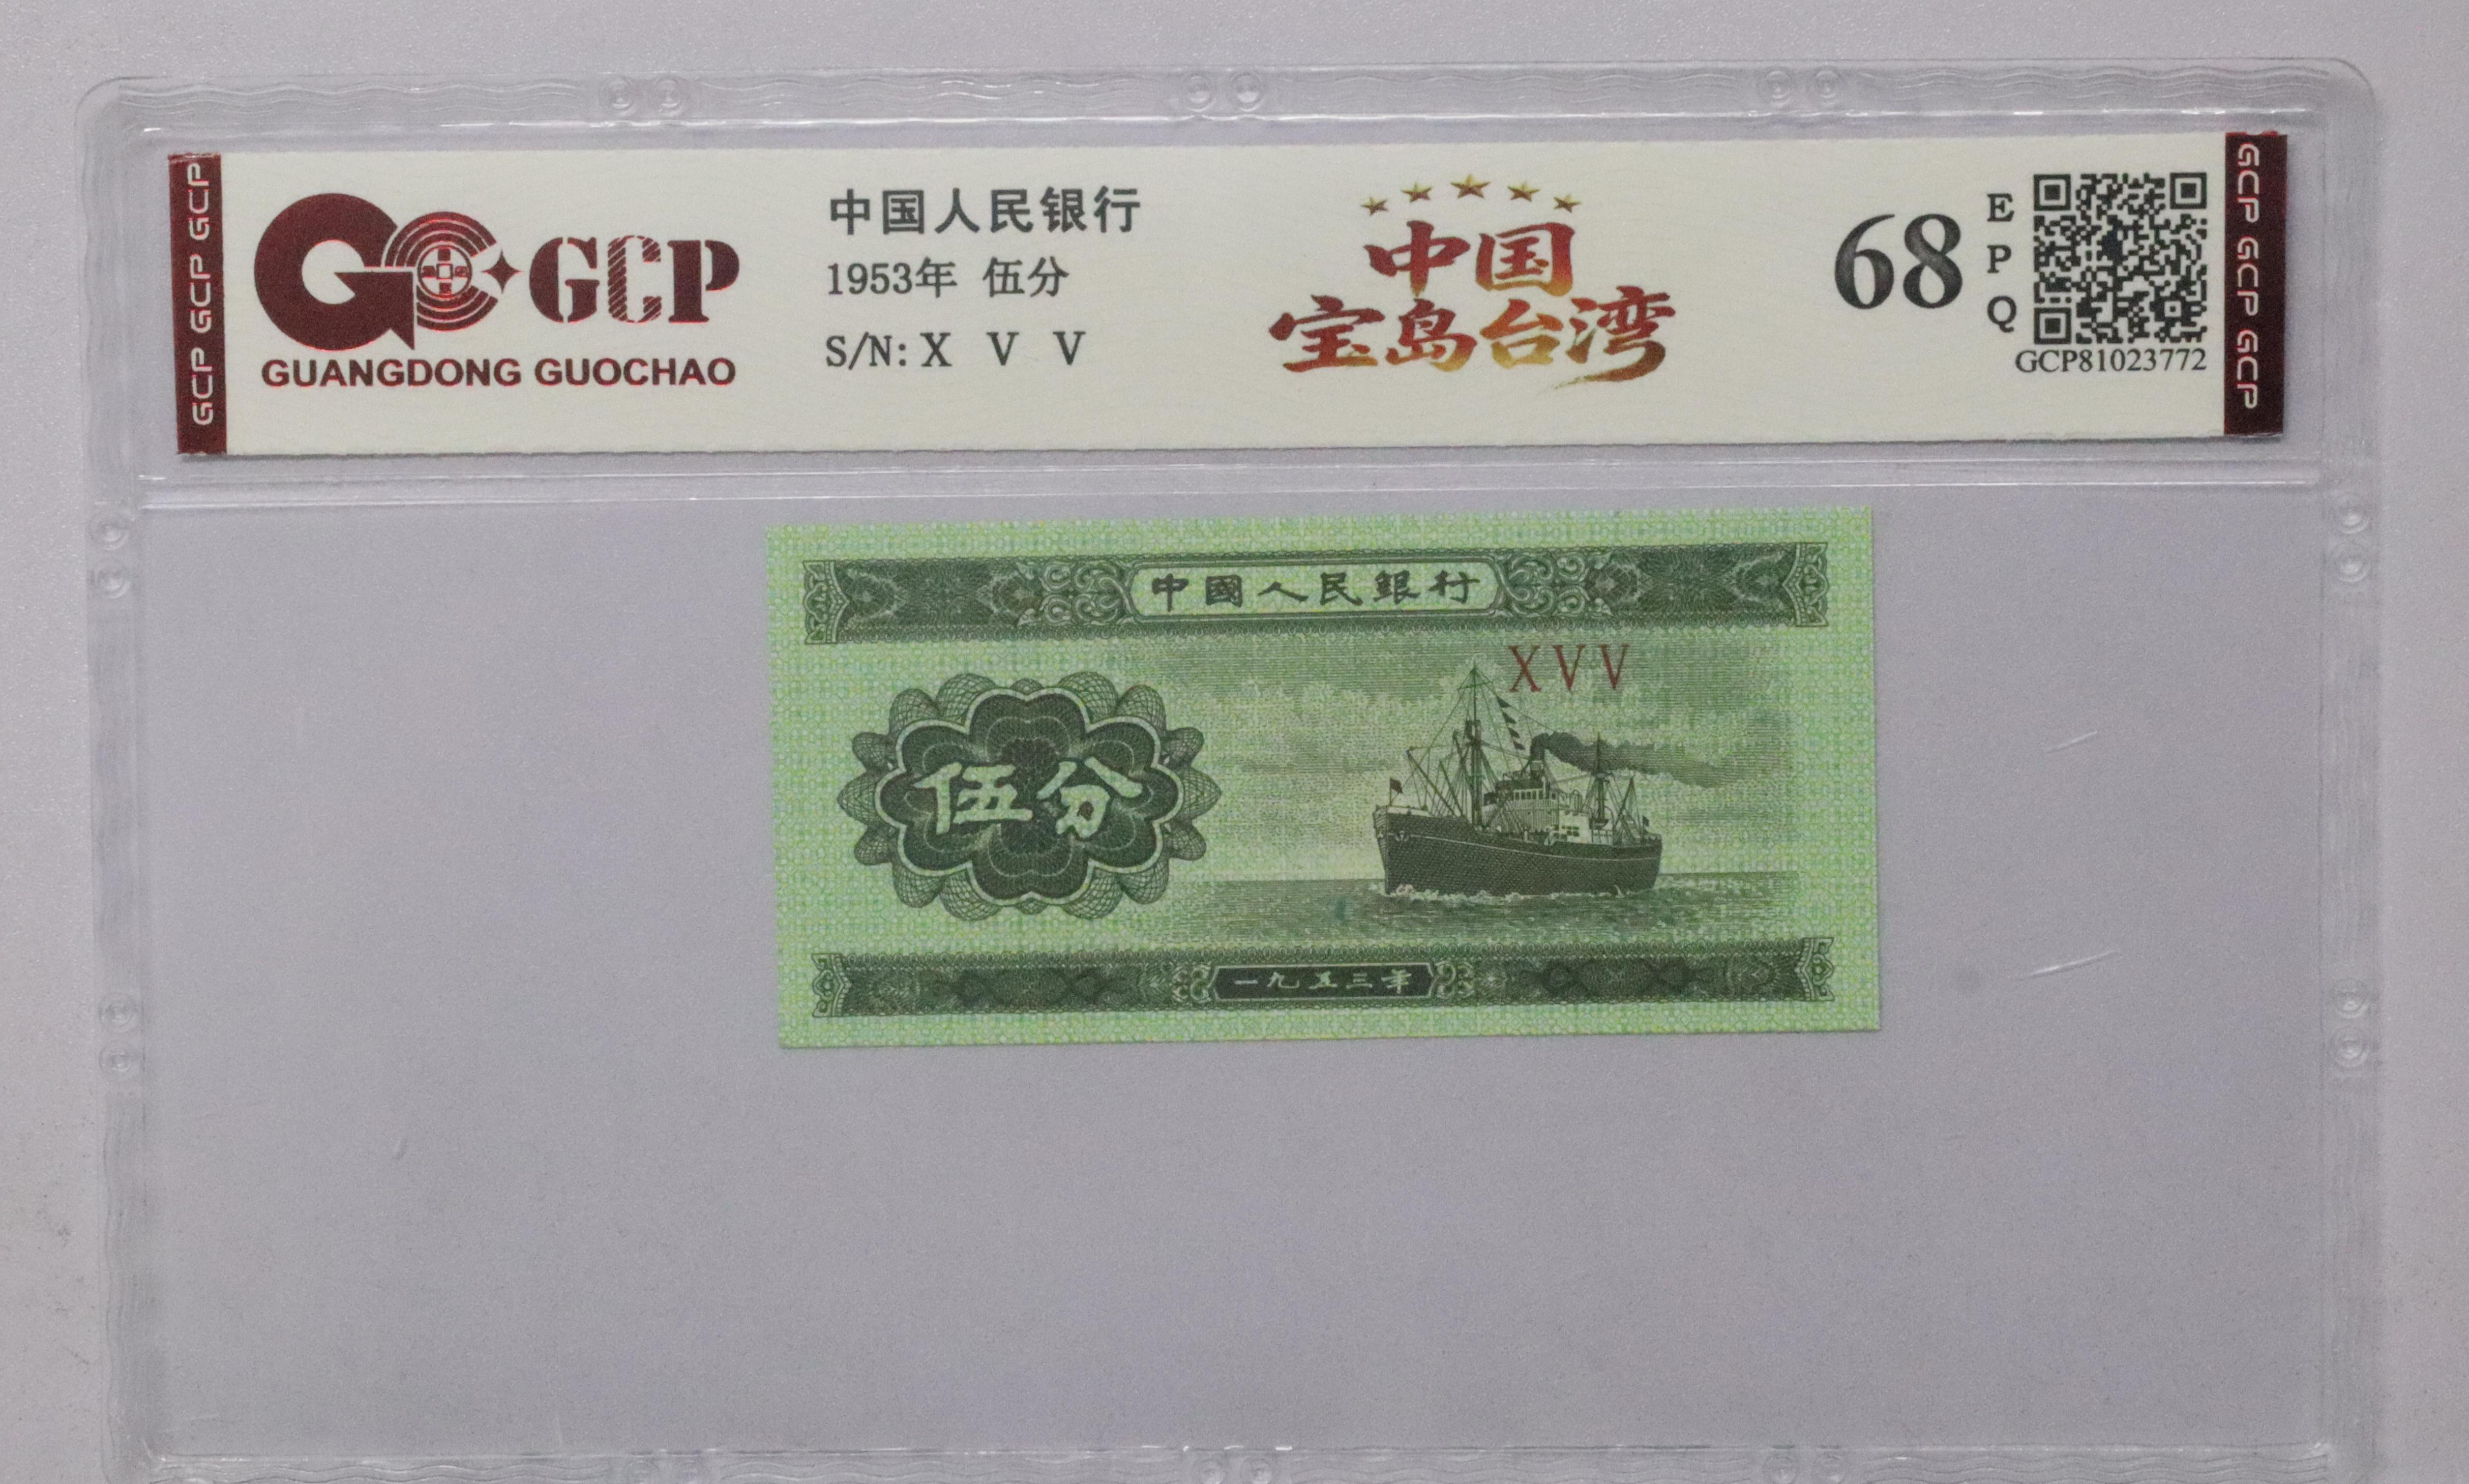 GCP GCP GCP
GCP
GUANGDONG GUOCHAO
中国人民银行
1953年 伍分
S/N: X V V
中国
宝岛台湾
68
EPQ
GCP81023772
GCP GCP GCP
中國人民銀行
XVV
伍分
一九五三年